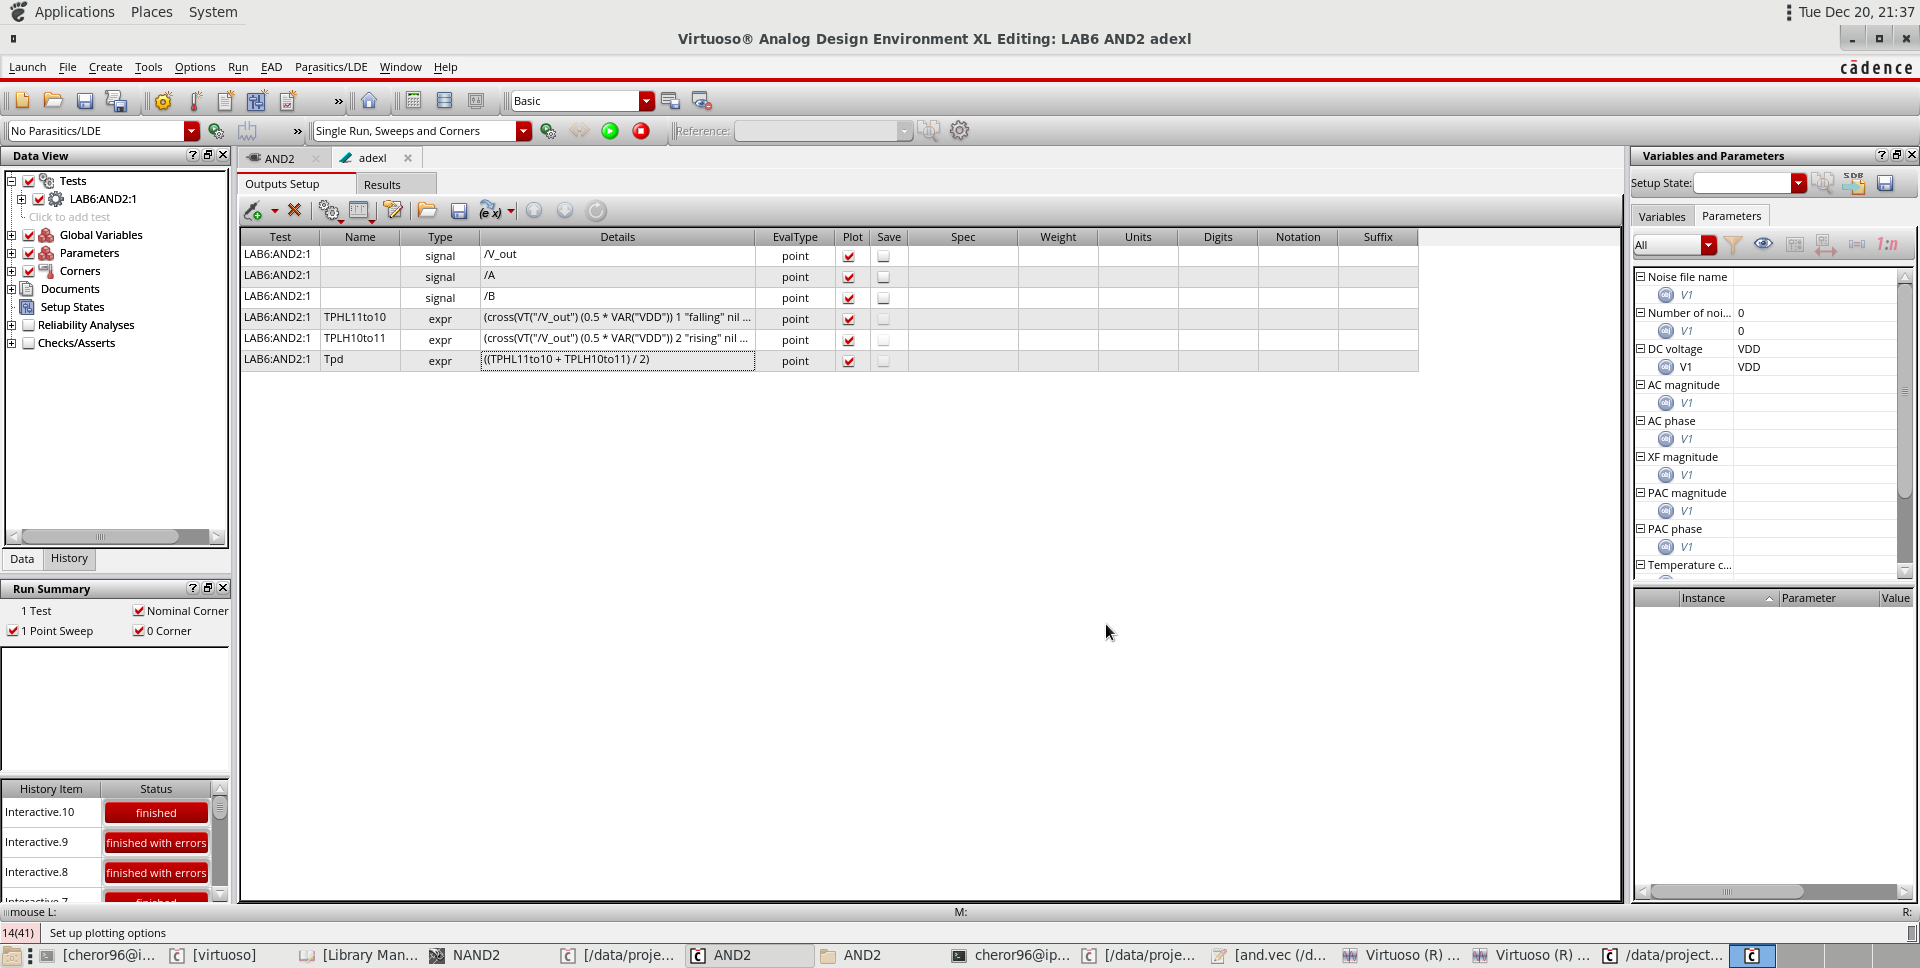 Applications Places System Tue Dec 20, 21:37
Virtuoso® Analog Design Environment XL Editing: LAB6 AND2 adexl
Launch File Create Tools Options Run EAD Parasitics/LDE Window Help cādence
Basic
No Parasitics/LDE Single Run, Sweeps and Corners Reference:
Data View
Tests
LAB6:AND2:1
Click to add test
Global Variables
Parameters
Corners
Documents
Setup States
Reliability Analyses
Checks/Asserts
Data History
Run Summary
1 Test Nominal Corner
1 Point Sweep 0 Corner
History Item Status
Interactive.10 finished
Interactive.9 finished with errors
Interactive.8 finished with errors
Interactive.7 finished
AND2 adexl
Outputs Setup Results
Test Name Type Details EvalType Plot Save Spec Weight Units Digits Notation Suffix
LAB6:AND2:1 signal /V_out point
LAB6:AND2:1 signal /A point
LAB6:AND2:1 signal /B point
LAB6:AND2:1 TPHL11to10 expr (cross(VT("/V_out") (0.5 * VAR("VDD")) 1 "falling" nil ... point
LAB6:AND2:1 TPLH10to11 expr (cross(VT("/V_out") (0.5 * VAR("VDD")) 2 "rising" nil ... point
LAB6:AND2:1 Tpd expr ((TPHL11to10 + TPLH10to11) / 2) point
Variables and Parameters
Setup State: SDB
Variables Parameters
All 1:n
Noise file name
V1
Number of noi... 0
V1 0
DC voltage VDD
V1 VDD
AC magnitude
V1
AC phase
V1
XF magnitude
V1
PAC magnitude
V1
PAC phase
V1
Temperature c...
Instance Parameter Value
mouse L: M: R:
14(41) Set up plotting options
[cheror96@i... [virtuoso] [Library Man... NAND2 [/data/proje... AND2 AND2 cheror96@ip... [/data/proje... [and.vec (/d... Virtuoso (R) ... Virtuoso (R) ... /data/project...